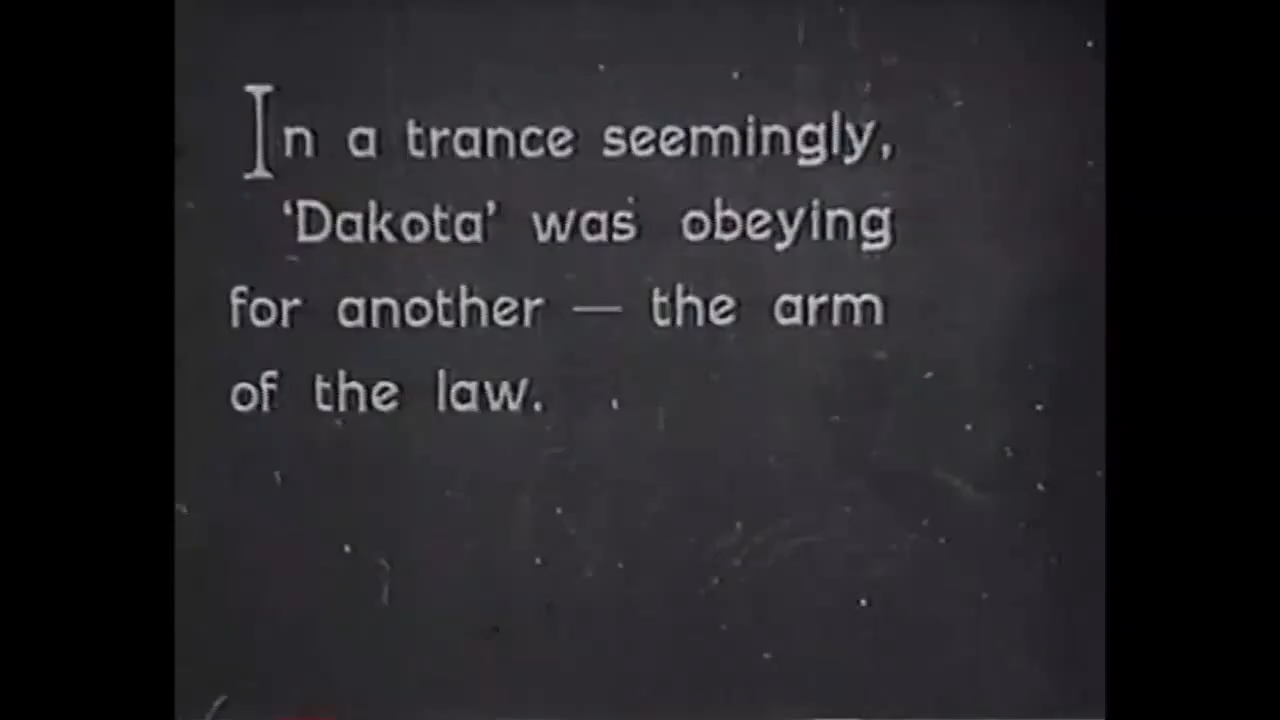 In a trance seemingly,
‘Dakota’ was obeying
for another — the arm
of the law.